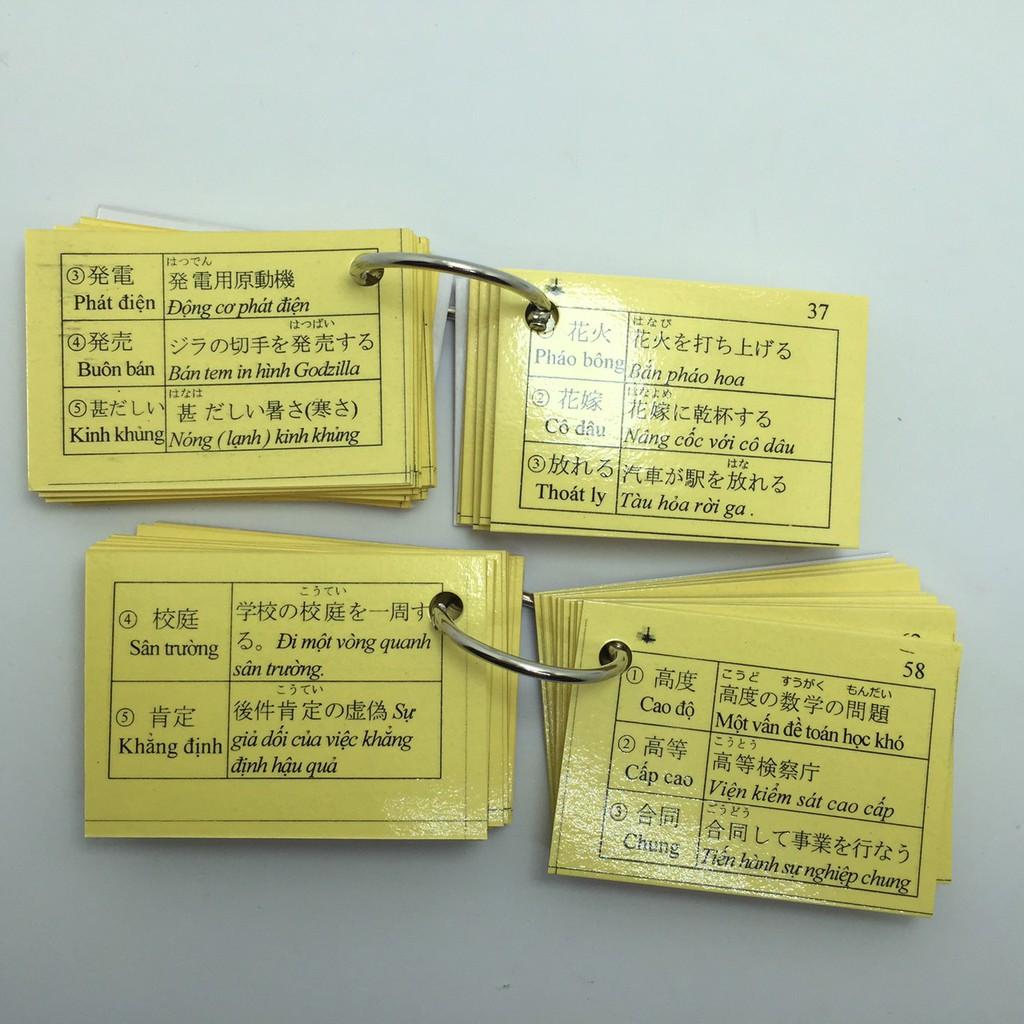 はつでん
③発電 発電用原動機
Phát điện Động cơ phát điện
はつばい
④発売 ジラの切手を発売する
Buôn bán Bán tem in hình Godzilla
はなは
⑤甚だしい 甚だしい暑さ(寒さ)
Kinh khủng Nóng (lạnh) kinh khủng
37
はなび
花火 花火を打ち上げる
Pháo bông Bắn pháo hoa
はなよめ
② 花嫁 花嫁に乾杯する
Cô dâu Nâng cốc với cô dâu
はな
③放れる 汽車が駅を放れる
Thoát ly Tàu hỏa rời ga .
こうてい
④ 校庭 学校の校庭を一周す
Sân trường る。Đi một vòng quanh
sân trường.
こうてい
⑤ 肯定 後件肯定の虚偽 Sự
Khẳng định giả dối của việc khẳng
định hậu quả
58
こうど すうがく もんだい
① 高度 高度の数学の問題
Cao độ Một vấn đề toán học khó
こうとう
② 高等 高等検察庁
Cấp cao Viện kiểm sát cao cấp
ごうどう
③ 合同 合同して事業を行なう
Chung Tiến hành sự nghiệp chung